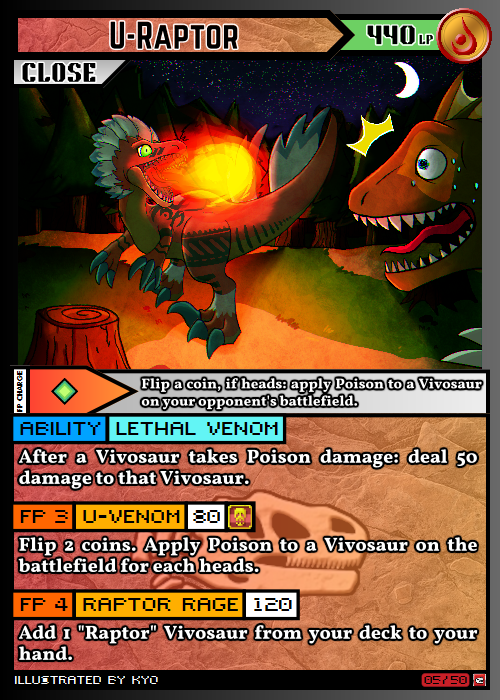 U-Raptor
440 LP
CLOSE
FP CHARGE
Flip a coin, if heads: apply Poison to a Vivosaur
on your opponent's battlefield.
ABILITY LETHAL VENOM
After a Vivosaur takes Poison damage: deal 50
damage to that Vivosaur.
FP 3 U-VENOM 80
Flip 2 coins. Apply Poison to a Vivosaur on the
battlefield for each heads.
FP 4 RAPTOR RAGE 120
Add 1 "Raptor" Vivosaur from your deck to your
hand.
ILLUSTRATED BY KYO
05/50